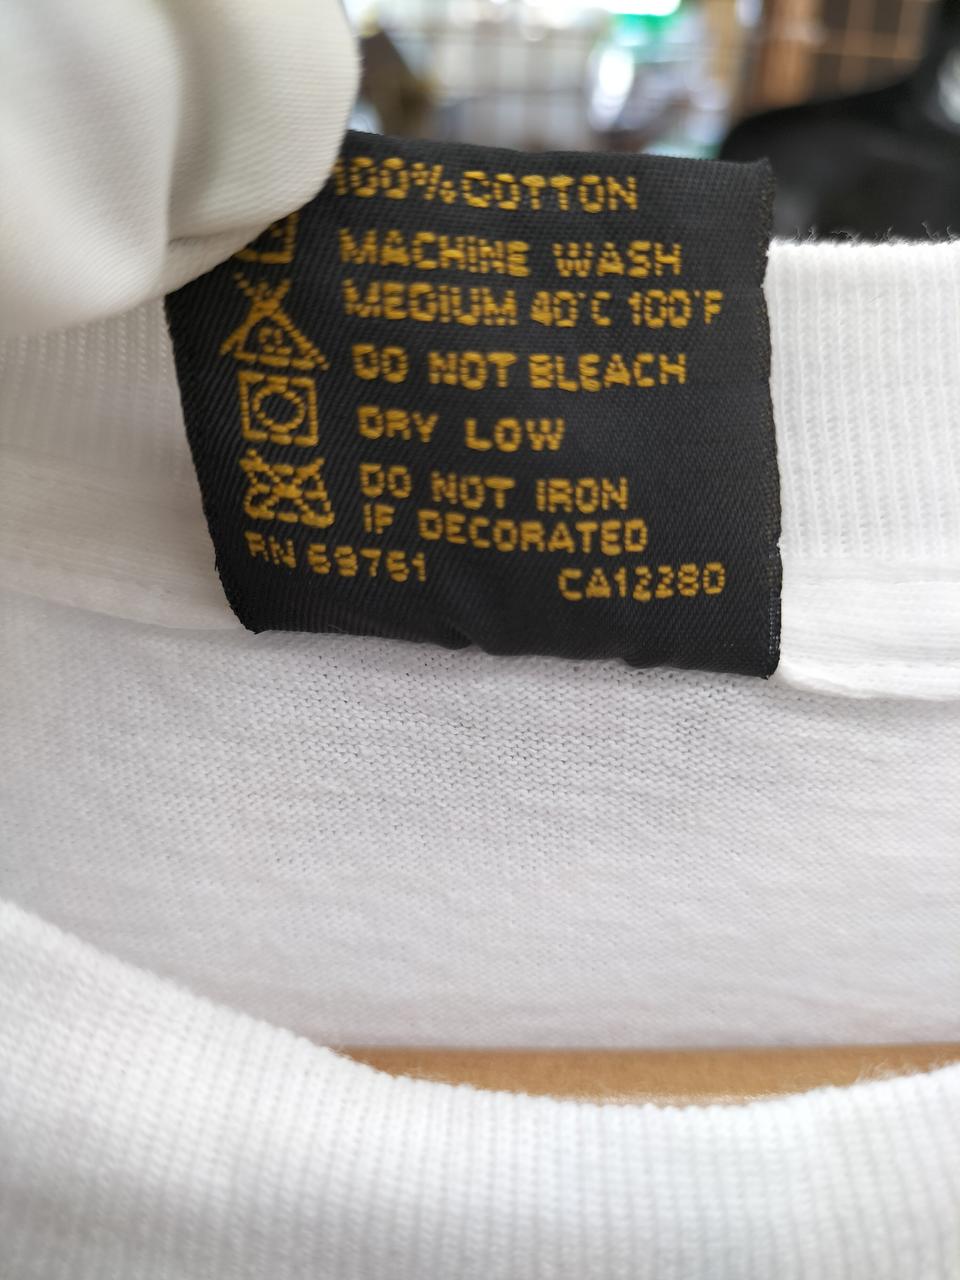 100% COTTON
MACHINE WASH
MEDIUM 40°C 100°F
DO NOT BLEACH
DRY LOW
DO NOT IRON
IF DECORATED
RN 69761 CA12280